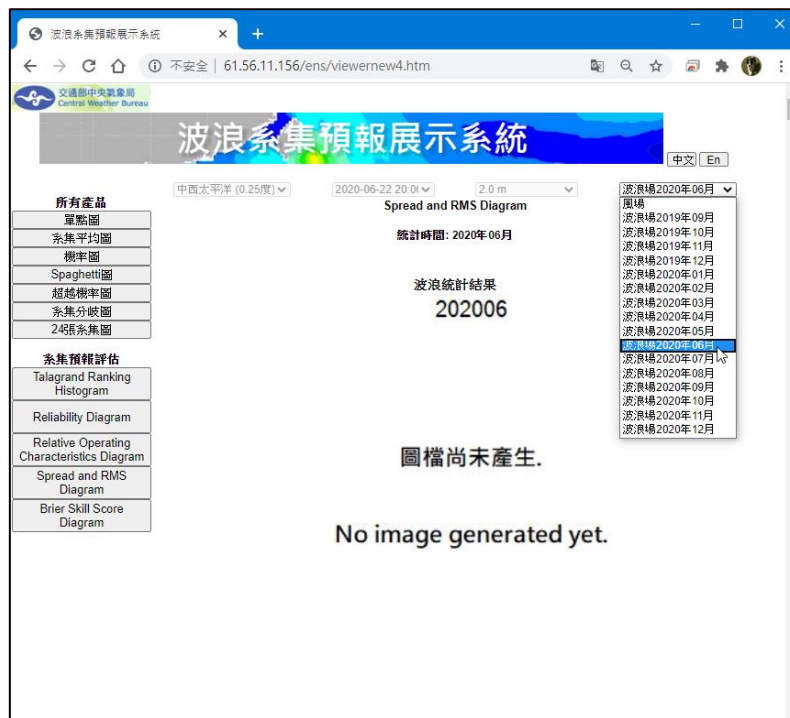 波浪系集預報展示系統
不安全 | 61.56.11.156/ens/viewernew4.htm
交通部中央氣象局
Central Weather Bureau
波浪系集預報展示系統
中文 En
中西太平洋 (0.25度)
2020-06-22 20:0(
2.0 m
波浪場2020年06月
所有產品
單點圖
系集平均圖
機率圖
Spaghetti圖
超越機率圖
系集分岐圖
24張系集圖
系集預報評估
Talagrand Ranking
Histogram
Reliability Diagram
Relative Operating
Characteristics Diagram
Spread and RMS
Diagram
Brier Skill Score
Diagram
Spread and RMS Diagram
統計時間: 2020年06月
波浪統計結果
202006
圖檔尚未產生.
No image generated yet.
風場
波浪場2019年09月
波浪場2019年10月
波浪場2019年11月
波浪場2019年12月
波浪場2020年01月
波浪場2020年02月
波浪場2020年03月
波浪場2020年04月
波浪場2020年05月
波浪場2020年06月
波浪場2020年07月
波浪場2020年08月
波浪場2020年09月
波浪場2020年10月
波浪場2020年11月
波浪場2020年12月